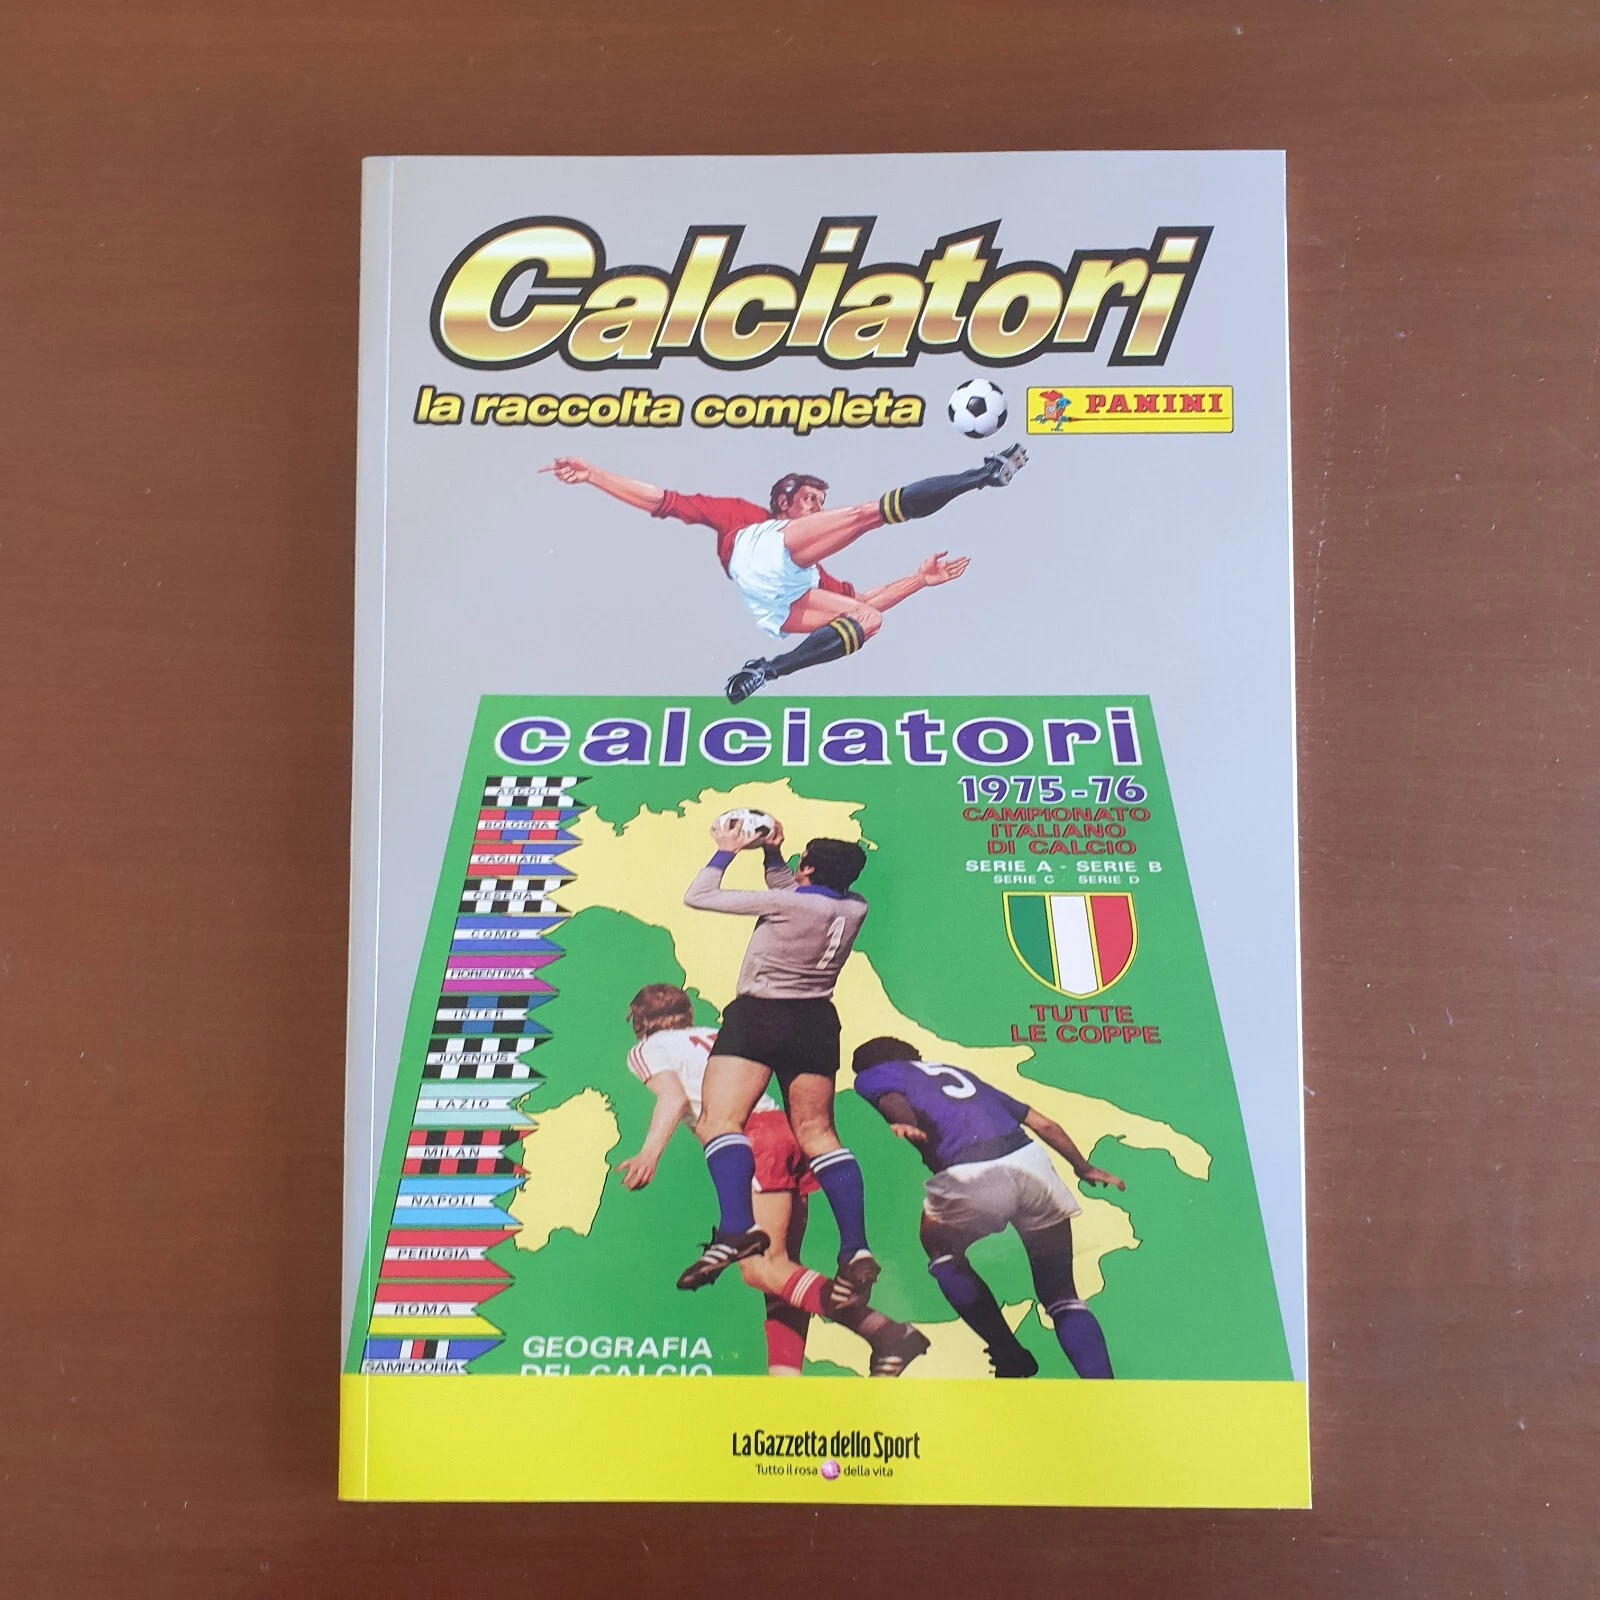 Calciatori
la raccolta completa
PANINI
calciatori
1975-76
CAMPIONATO
ITALIANO
DI CALCIO
SERIE A - SERIE B
SERIE C - SERIE D
TUTTE
LE COPPE
ASCOLI
BOLOGNA
CAGLIARI
CESENA
COMO
FIORENTINA
INTER
JUVENTUS
LAZIO
MILAN
NAPOLI
PERUGIA
ROMA
SAMPDORIA
1
5
GEOGRAFIA
DEL CALCIO
La Gazzetta dello Sport
Tutto il rosa della vita